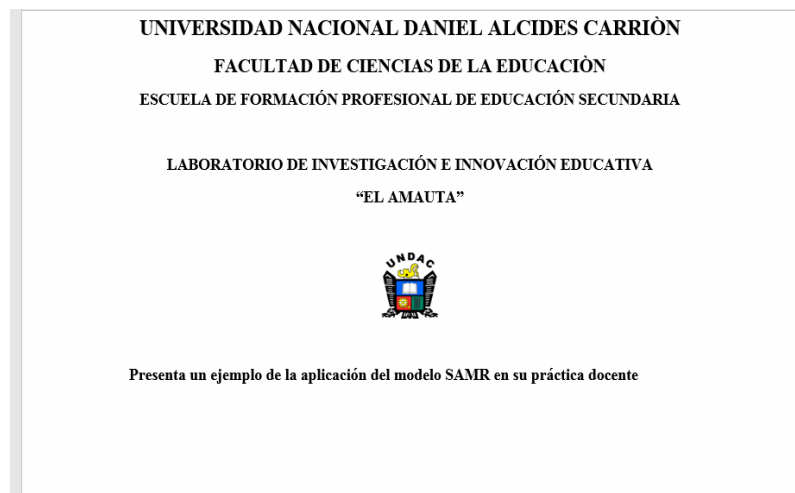 UNIVERSIDAD NACIONAL DANIEL ALCIDES CARRIÒN
FACULTAD DE CIENCIAS DE LA EDUCACIÒN
ESCUELA DE FORMACIÓN PROFESIONAL DE EDUCACIÓN SECUNDARIA
LABORATORIO DE INVESTIGACIÓN E INNOVACIÓN EDUCATIVA
“EL AMAUTA”
UNDAC
Presenta un ejemplo de la aplicación del modelo SAMR en su práctica docente